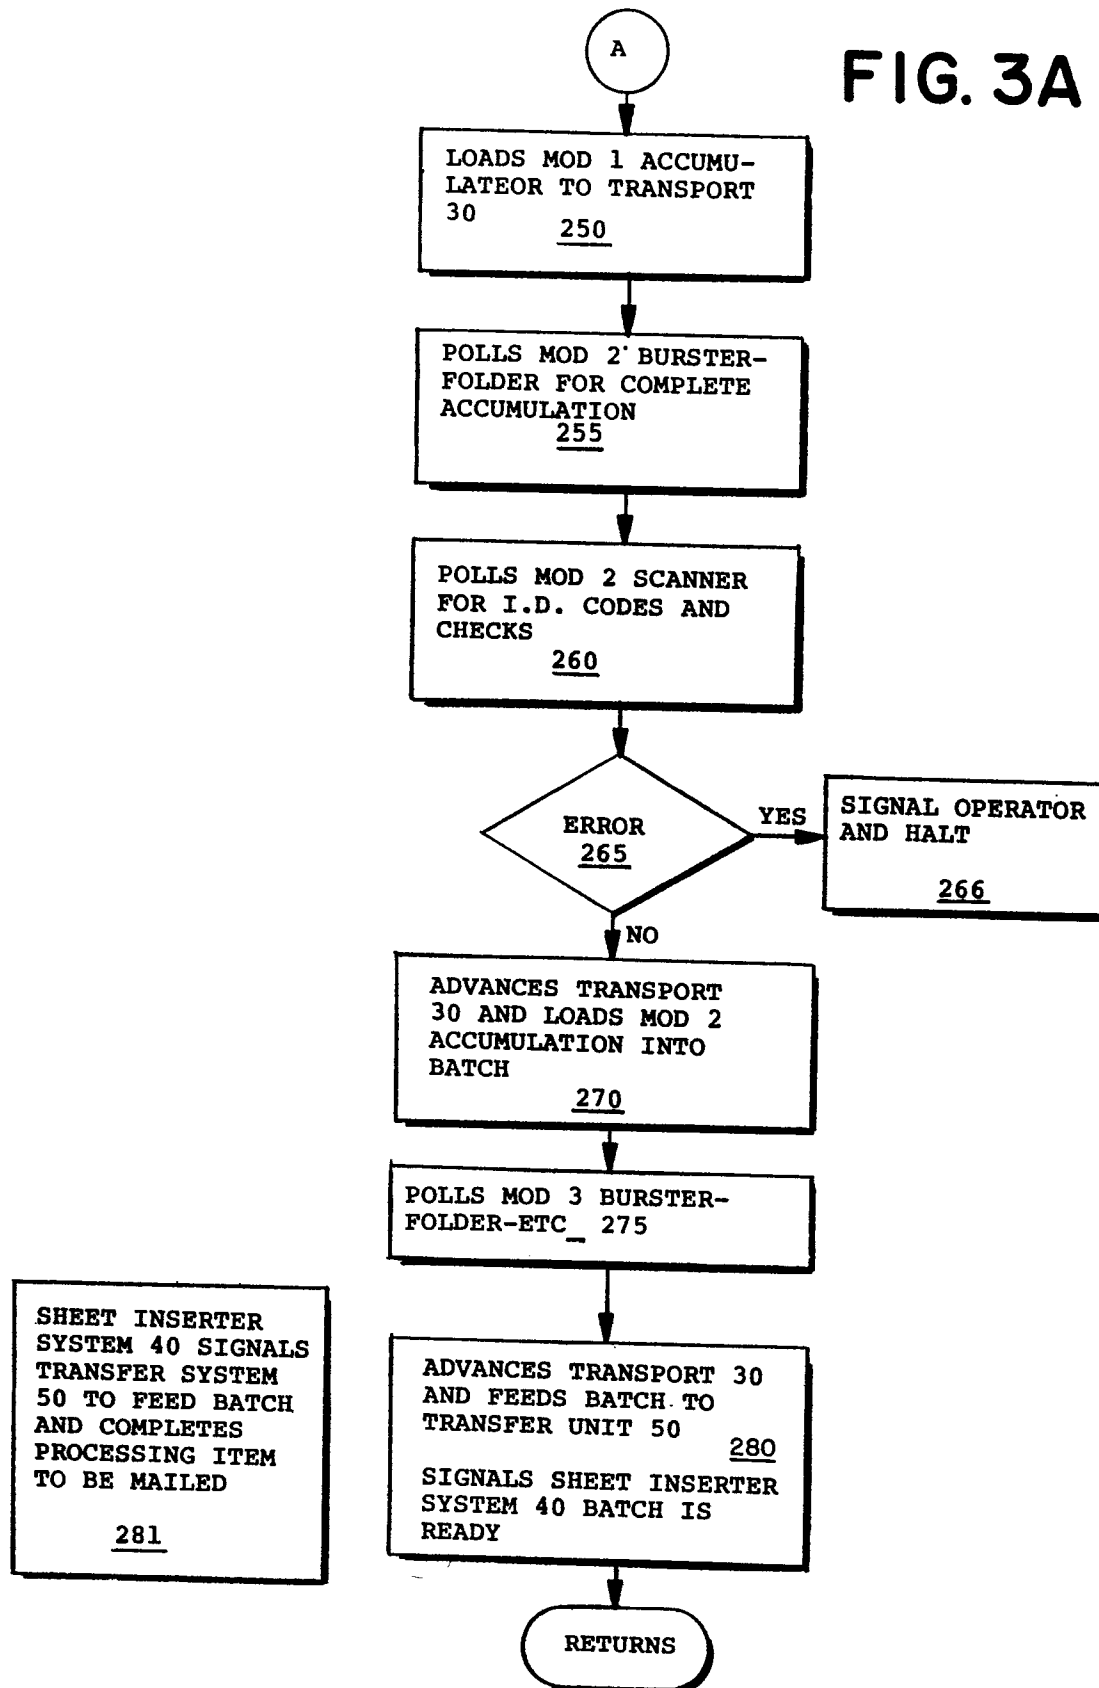 A
FIG. 3A
LOADS MOD 1 ACCUMU-
LATEOR TO TRANSPORT
30
250
POLLS MOD 2 BURSTER-
FOLDER FOR COMPLETE
ACCUMULATION
255
POLLS MOD 2 SCANNER
FOR I.D. CODES AND
CHECKS
260
ERROR
265
YES
SIGNAL OPERATOR
AND HALT
266
NO
ADVANCES TRANSPORT
30 AND LOADS MOD 2
ACCUMULATION INTO
BATCH
270
POLLS MOD 3 BURSTER-
FOLDER-ETC_ 275
SHEET INSERTER
SYSTEM 40 SIGNALS
TRANSFER SYSTEM
50 TO FEED BATCH
AND COMPLETES
PROCESSING ITEM
TO BE MAILED
281
ADVANCES TRANSPORT 30
AND FEEDS BATCH TO
TRANSFER UNIT 50
280
SIGNALS SHEET INSERTER
SYSTEM 40 BATCH IS
READY
RETURNS